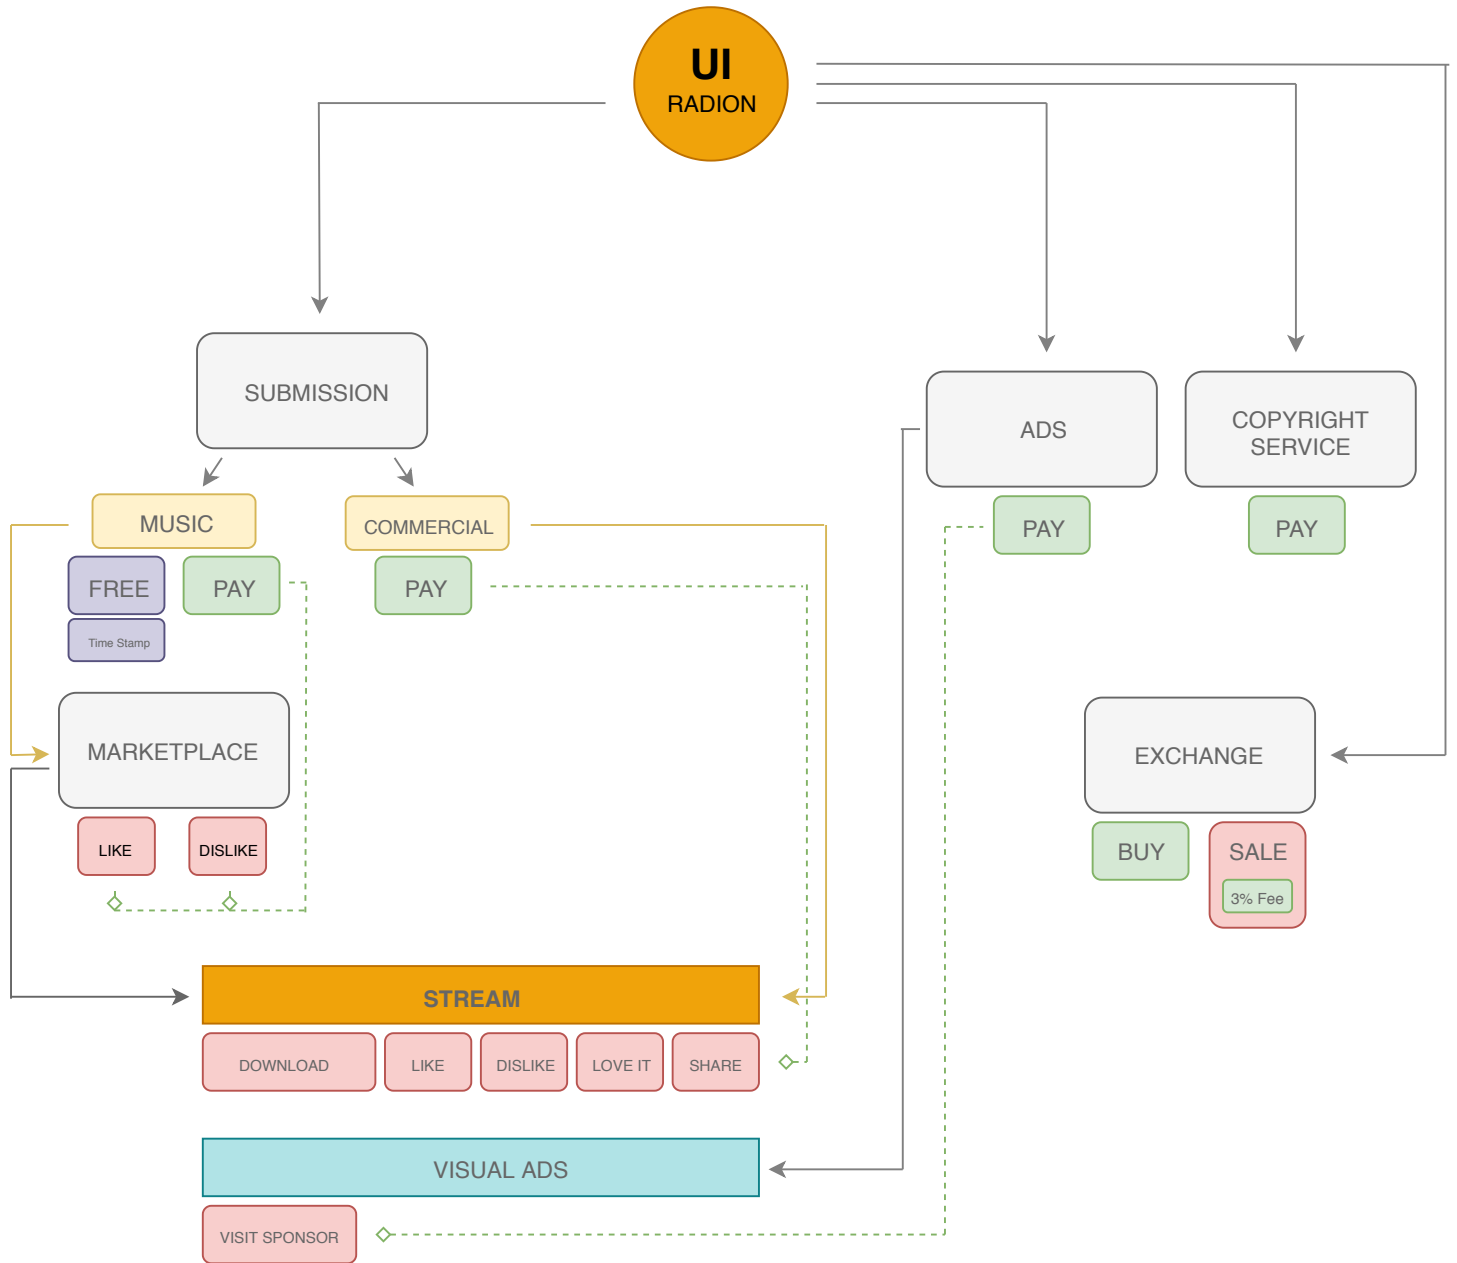 UI
RADION
SUBMISSION
ADS
COPYRIGHT
SERVICE
MUSIC
COMMERCIAL
PAY
PAY
FREE
PAY
PAY
Time Stamp
MARKETPLACE
EXCHANGE
LIKE
DISLIKE
BUY
SALE
3% Fee
STREAM
DOWNLOAD
LIKE
DISLIKE
LOVE IT
SHARE
VISUAL ADS
VISIT SPONSOR